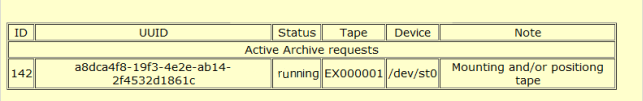 ID UUID Status Tape Device Note
Active Archive requests
142 a8dca4f8-19f3-4e2e-ab14-2f4532d1861c running EX000001 /dev/st0 Mounting and/or positiong tape